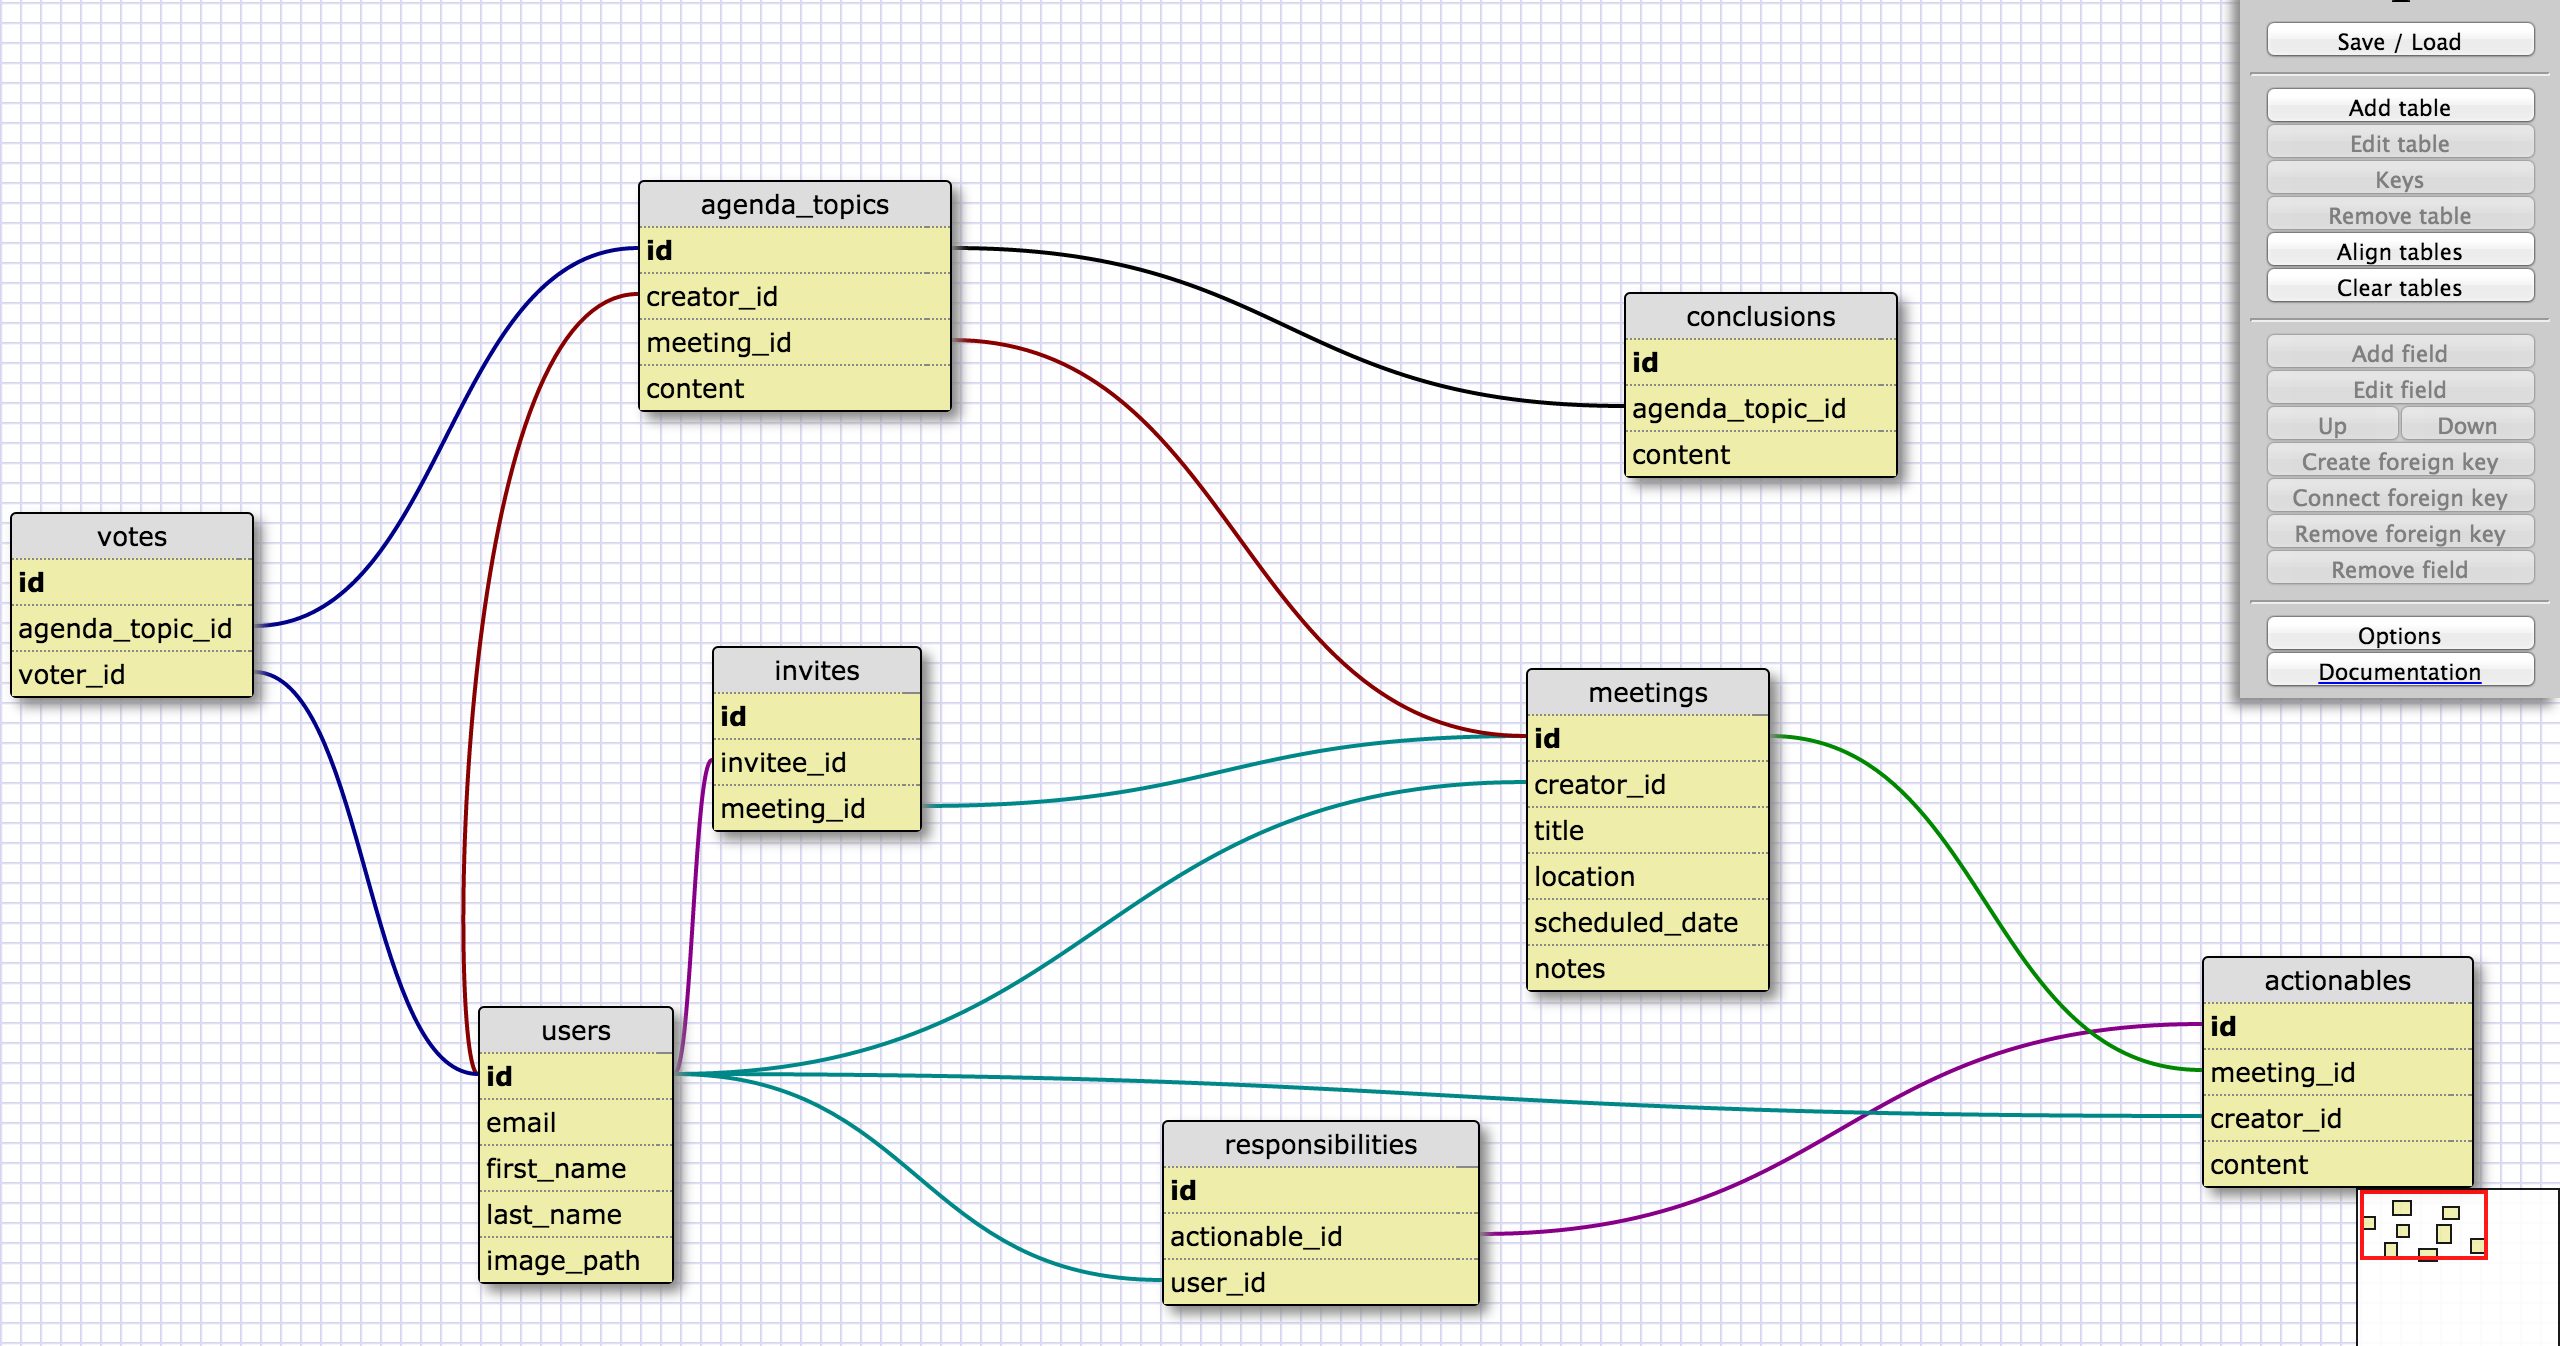 agenda_topics
id
creator_id
meeting_id
content
conclusions
id
agenda_topic_id
content
votes
id
agenda_topic_id
voter_id
invites
id
invitee_id
meeting_id
meetings
id
creator_id
title
location
scheduled_date
notes
users
id
email
first_name
last_name
image_path
responsibilities
id
actionable_id
user_id
actionables
id
meeting_id
creator_id
content
Save / Load
Add table
Edit table
Keys
Remove table
Align tables
Clear tables
Add field
Edit field
Up Down
Create foreign key
Connect foreign key
Remove foreign key
Remove field
Options
Documentation